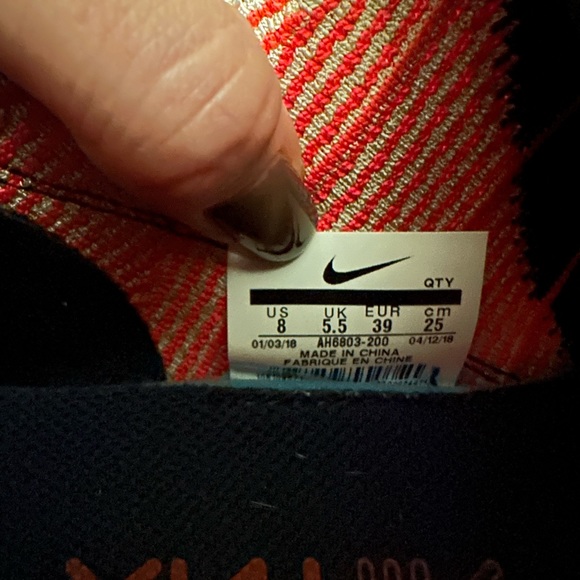 QTY
US UK EUR cm
8 5.5 39 25
01/03/18 AH6803-200 04/12/18
MADE IN CHINA
FABRIQUE EN CHINE